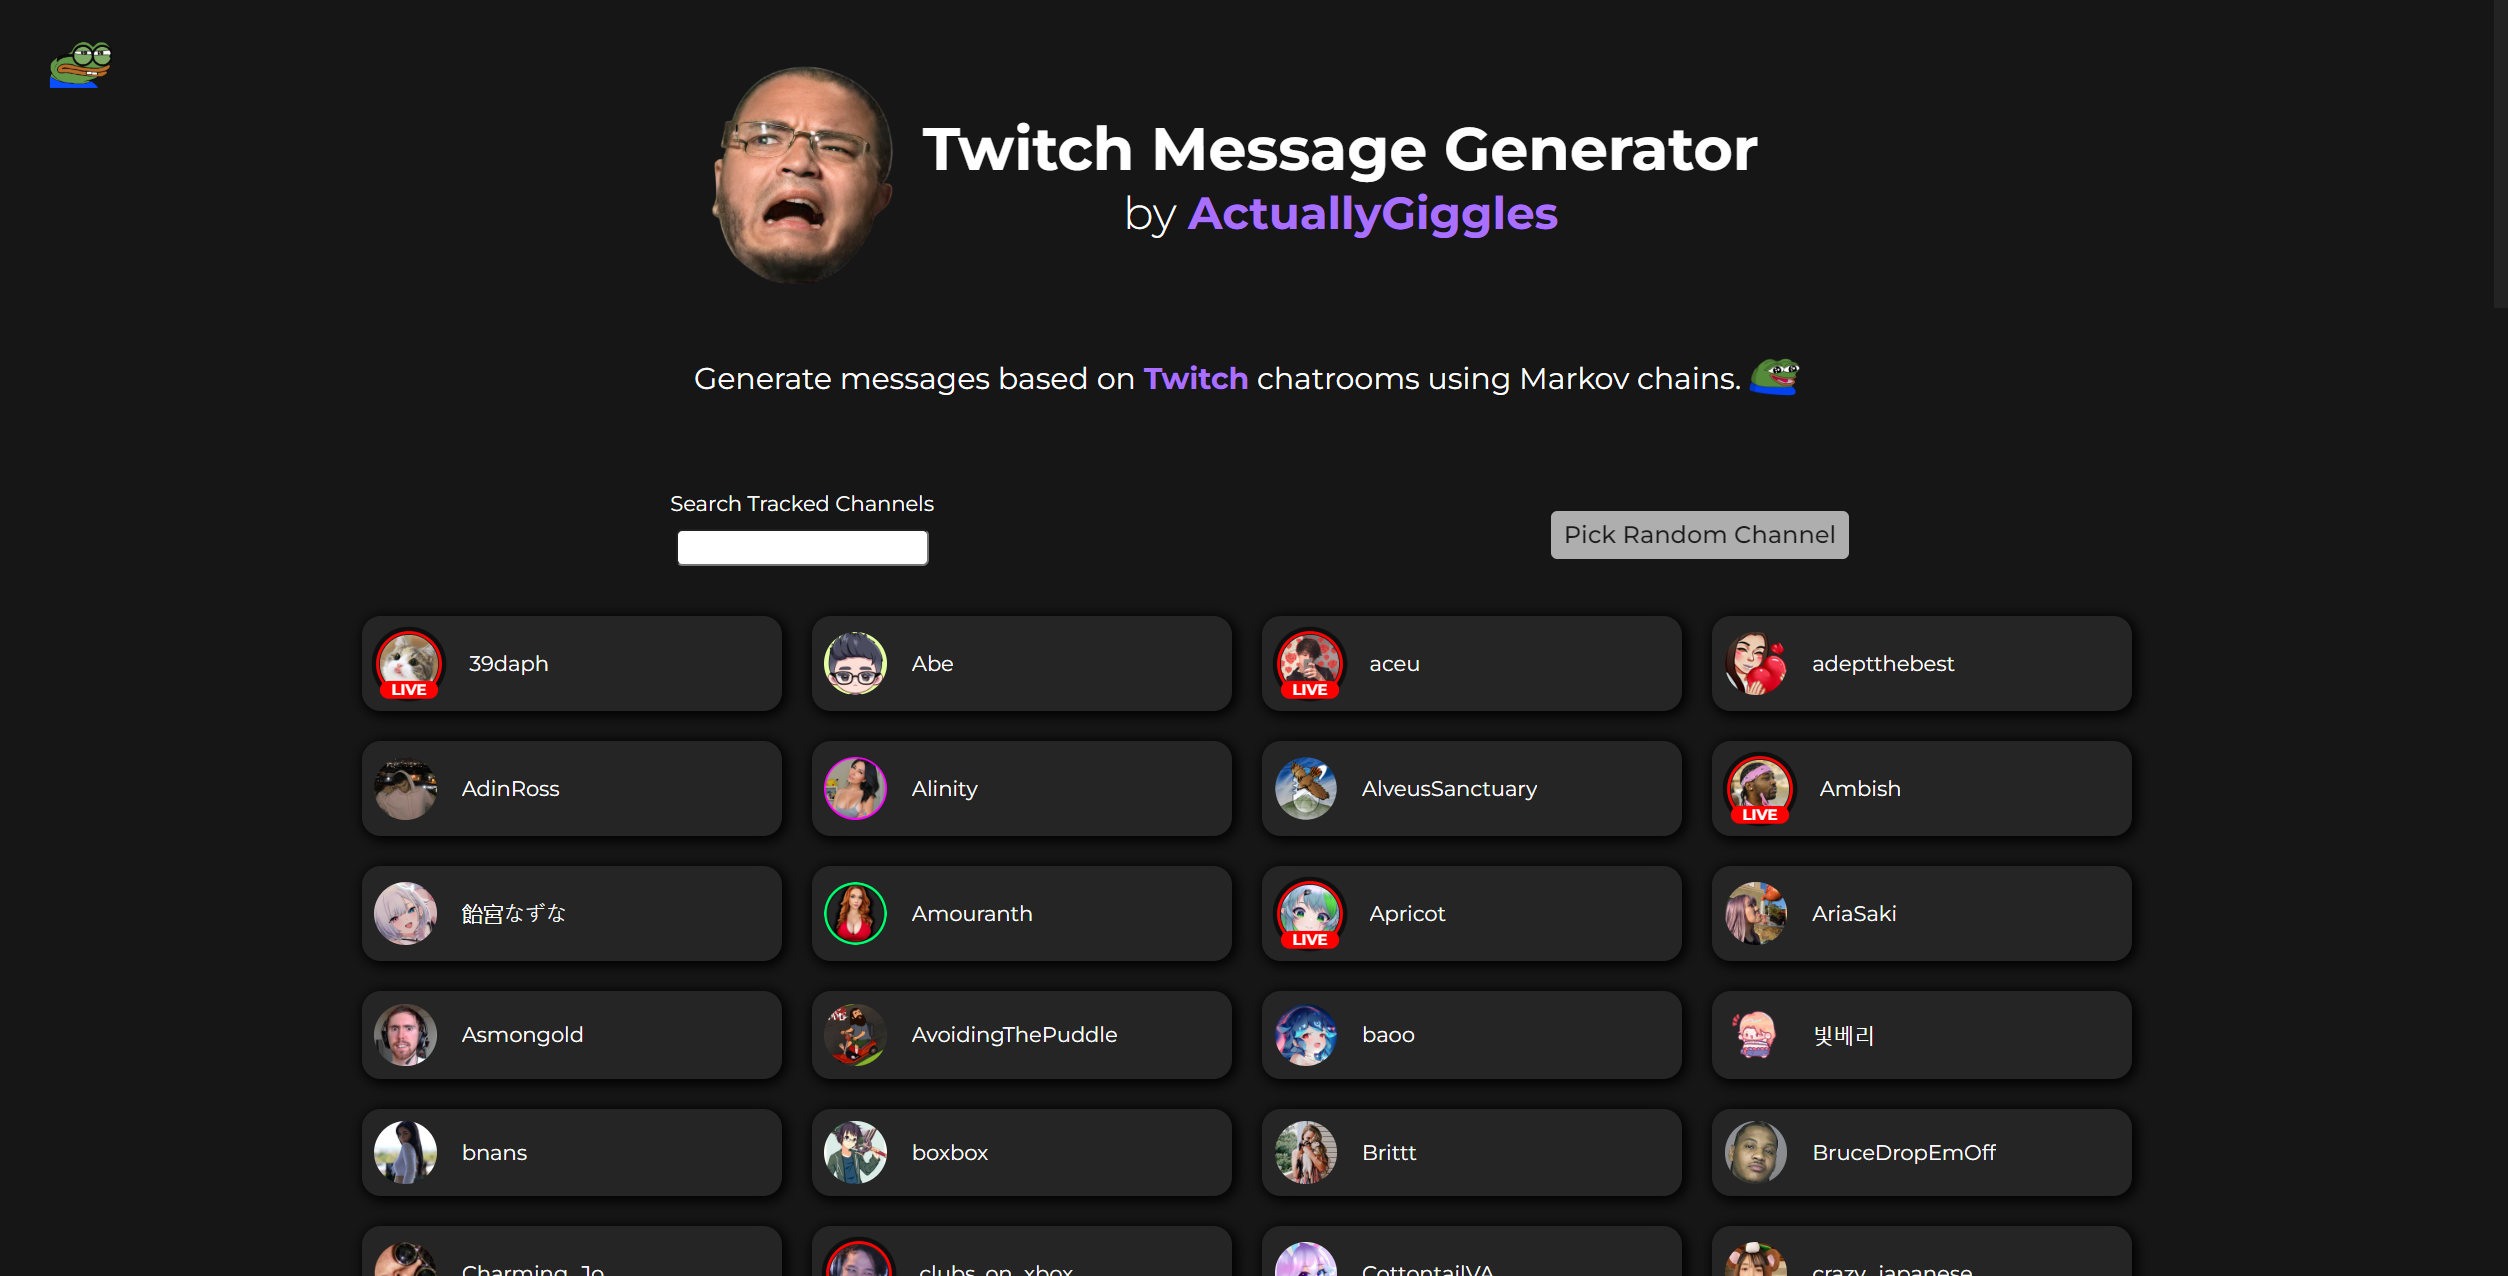 Twitch Message Generator
by ActuallyGiggles
Generate messages based on Twitch chatrooms using Markov chains.
Search Tracked Channels
Pick Random Channel
LIVE
39daph
Abe
LIVE
aceu
adeptthebest
AdinRoss
Alinity
AlveusSanctuary
LIVE
Ambish
飴宮なずな
Amouranth
LIVE
Apricot
AriaSaki
Asmongold
AvoidingThePuddle
baoo
빛베리
bnans
boxbox
Brittt
BruceDropEmOff
Charming_Jo
clubs_on_xbox
CottontailVA
crazy_japanese